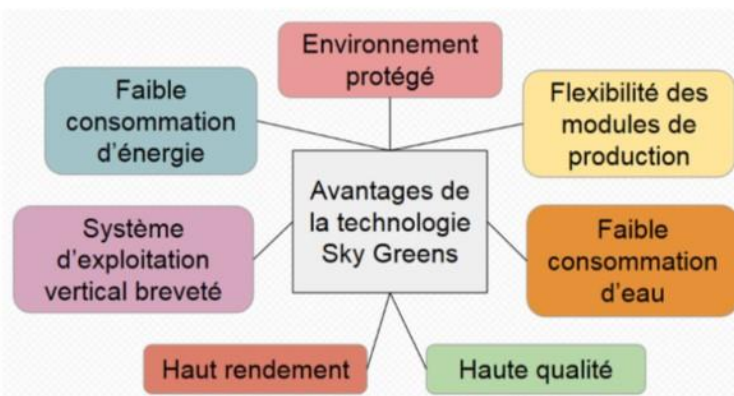 Environnement
protégé
Faible
consommation
d'énergie
Flexibilité des
modules de
production
Avantages de
la technologie
Sky Greens
Système
d'exploitation
vertical breveté
Faible
consommation
d'eau
Haut rendement
Haute qualité